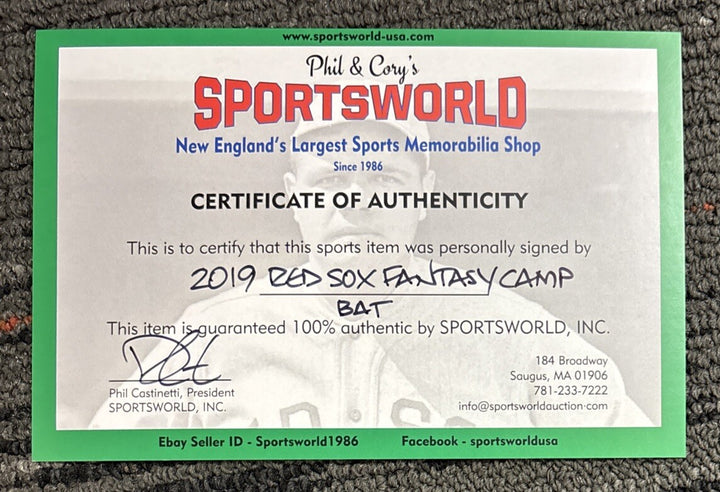 www.sportsworld-usa.com
Phil & Cory's
SPORTSWORLD
New England's Largest Sports Memorabilia Shop
Since 1986
CERTIFICATE OF AUTHENTICITY
This is to certify that this sports item was personally signed by
2019 RED SOX FANTASY CAMP
BAT
This item is guaranteed 100% authentic by SPORTSWORLD, INC.
Phil Castinetti, President
SPORTSWORLD, INC.
184 Broadway
Saugus, MA 01906
781-233-7222
info@sportsworldauction.com
Ebay Seller ID - Sportsworld1986 Facebook - sportsworldusa